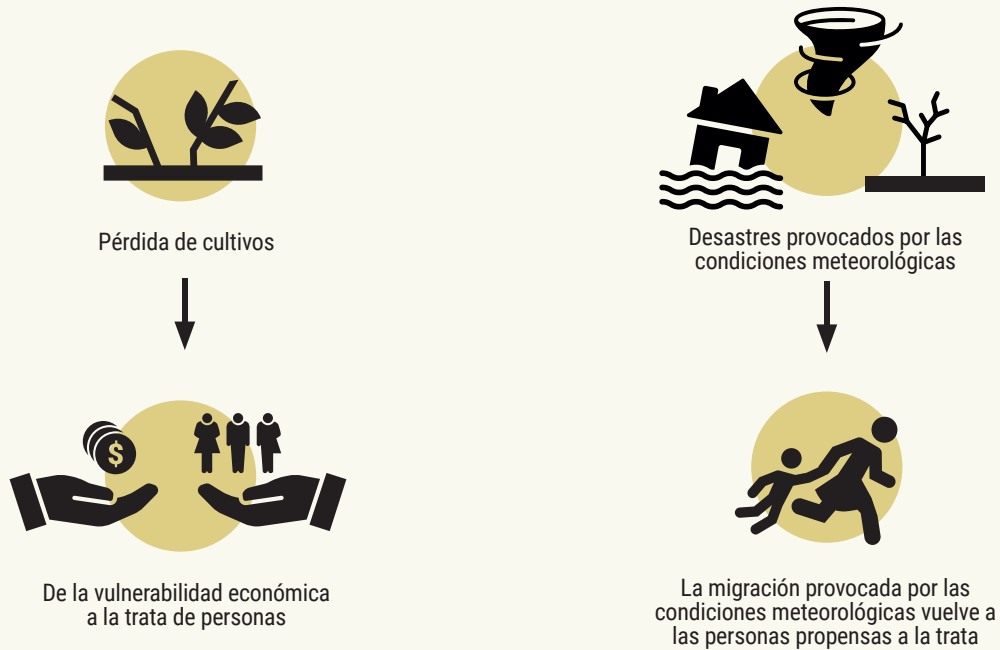 Pérdida de cultivos
De la vulnerabilidad económica
a la trata de personas
Desastres provocados por las
condiciones meteorológicas
La migración provocada por las
condiciones meteorológicas vuelve a
las personas propensas a la trata
$